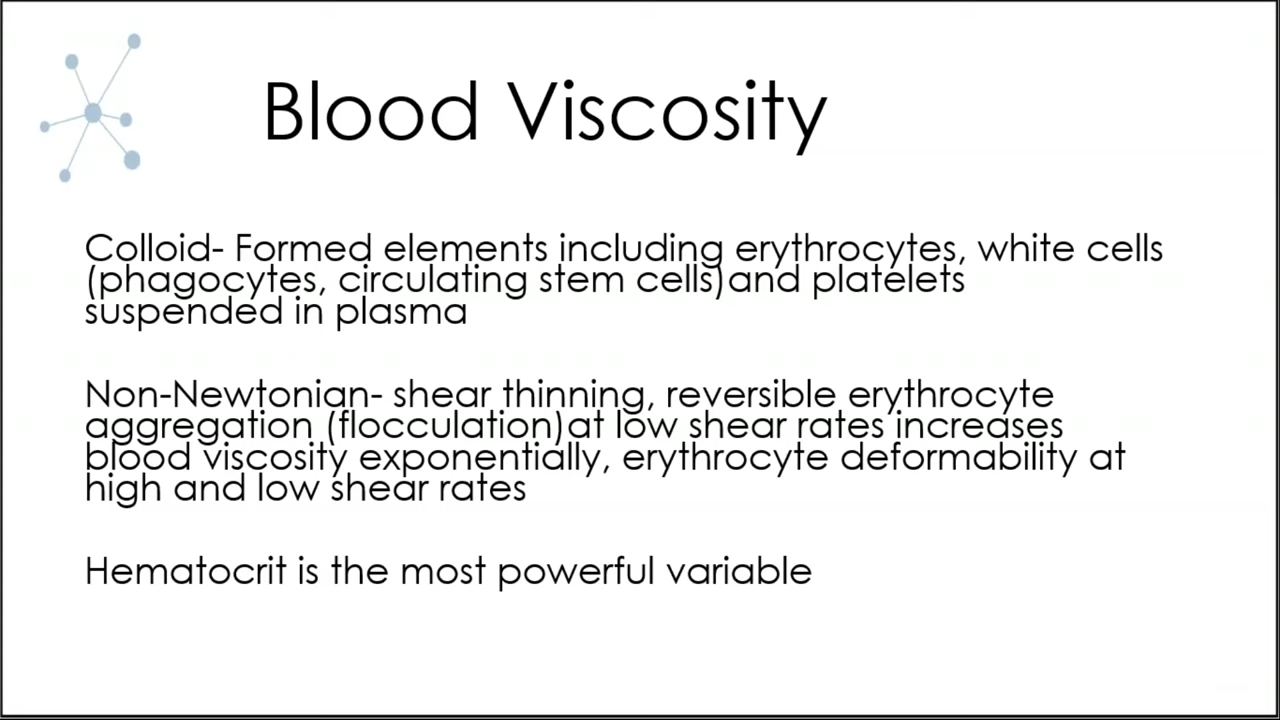 Blood Viscosity
Colloid- Formed elements including erythrocytes, white cells
(phagocytes, circulating stem cells)and platelets
suspended in plasma
Non-Newtonian- shear thinning, reversible erythrocyte
aggregation (flocculation)at low shear rates increases
blood viscosity exponentially, erythrocyte deformability at
high and low shear rates
Hematocrit is the most powerful variable